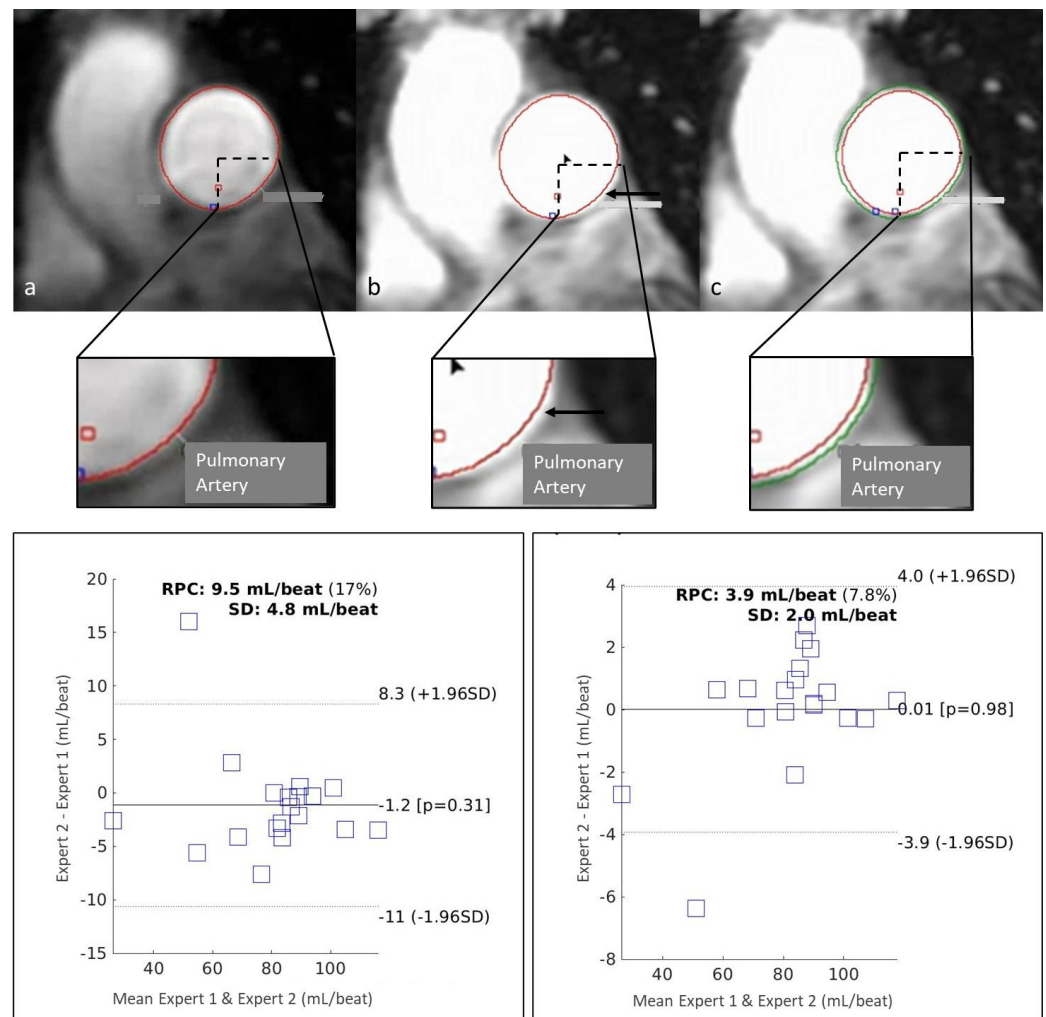 a
b
c
Pulmonary
Artery
Pulmonary
Artery
Pulmonary
Artery
20
15
10
5
0
-5
-10
-15
RPC: 9.5 mL/beat (17%)
SD: 4.8 mL/beat
8.3 (+1.96SD)
-1.2 [p=0.31]
-11 (-1.96SD)
Expert 2 - Expert 1 (mL/beat)
40 60 80 100
Mean Expert 1 & Expert 2 (mL/beat)
4
2
0
-2
-4
-6
-8
4.0 (+1.96SD)
RPC: 3.9 mL/beat (7.8%)
SD: 2.0 mL/beat
0.01 [p=0.98]
-3.9 (-1.96SD)
Expert 2 - Expert 1 (mL/beat)
40 60 80 100
Mean Expert 1 & Expert 2 (mL/beat)